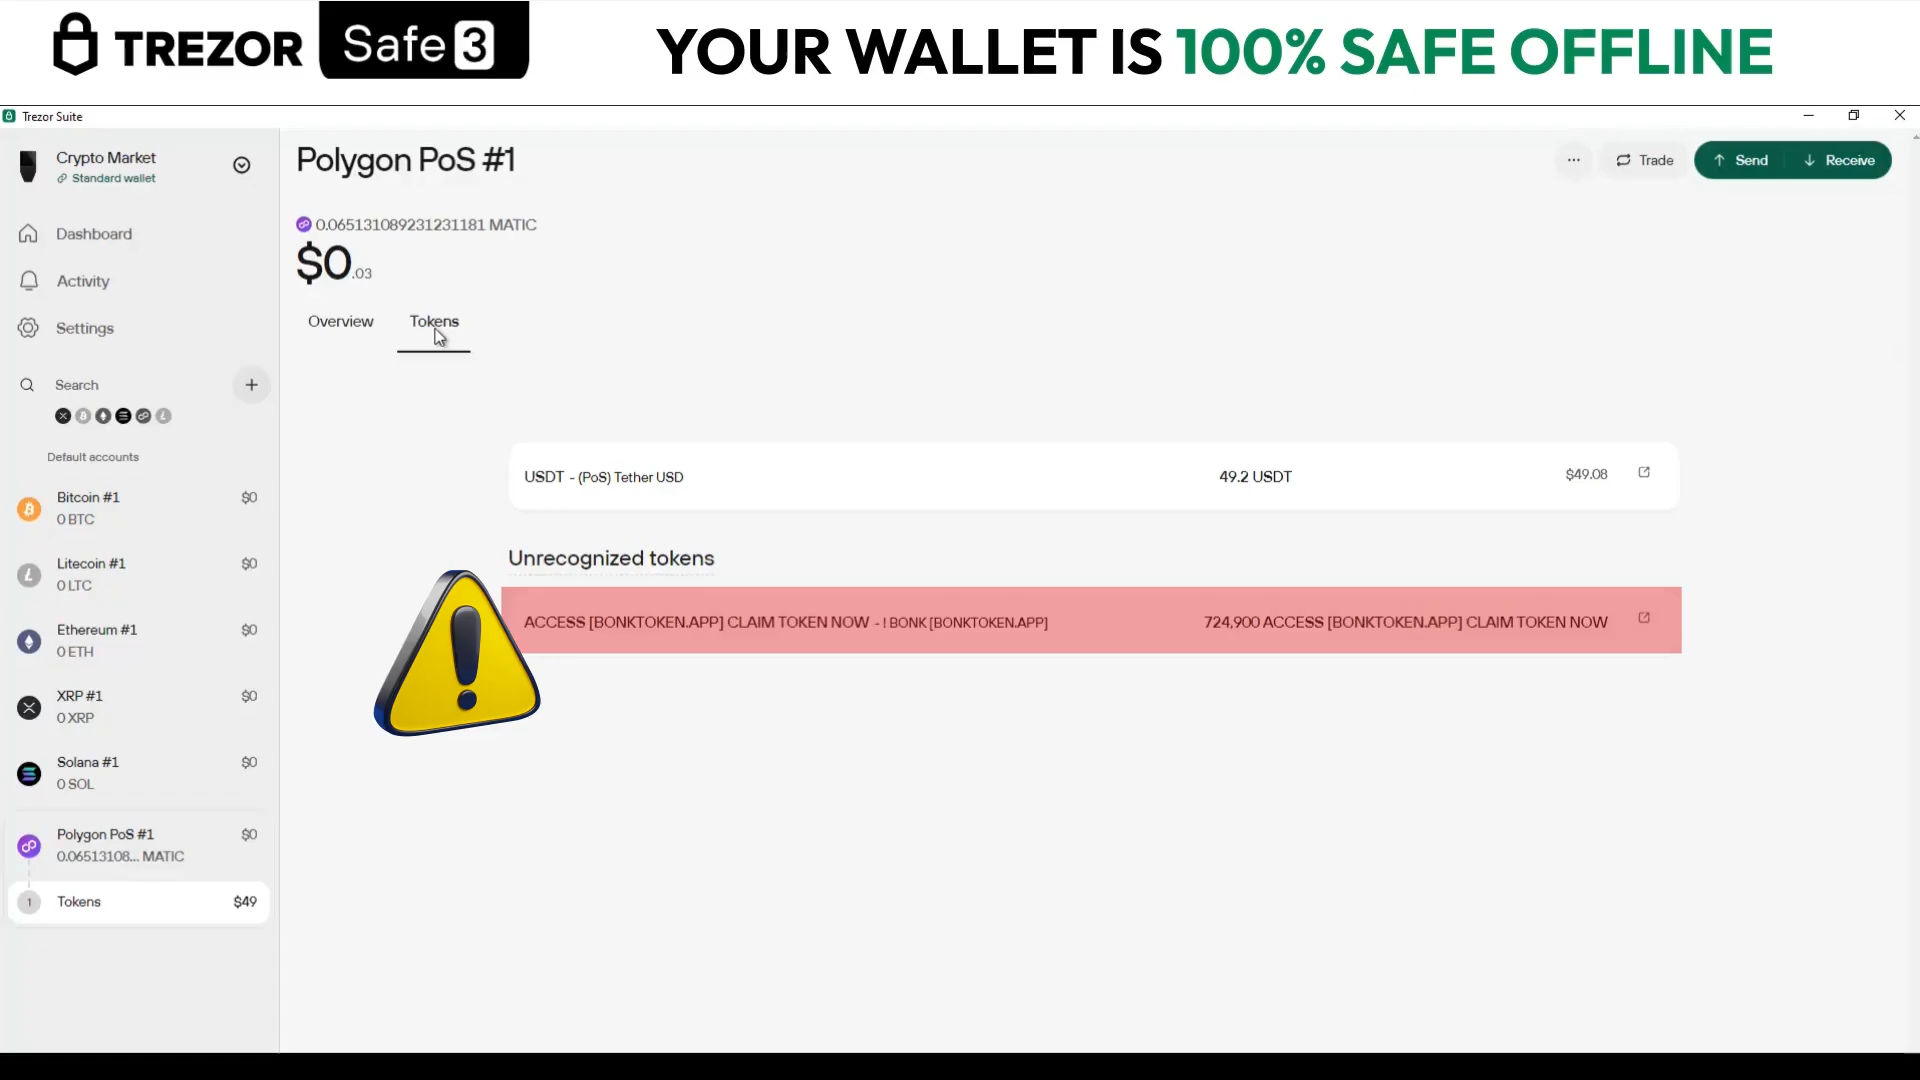 TREZOR Safe 3
YOUR WALLET IS 100% SAFE OFFLINE
Trezor Suite
Crypto Market
Standard wallet
Dashboard
Activity
Settings
Search
Default accounts
Bitcoin #1 $0
0 BTC
Litecoin #1 $0
0 LTC
Ethereum #1 $0
0 ETH
XRP #1 $0
0 XRP
Solana #1 $0
0 SOL
Polygon PoS #1 $0
0.06513108... MATIC
1 Tokens $49
Polygon PoS #1
... Trade Send Receive
0.065131089231231181 MATIC
$0.03
Overview Tokens
USDT - (PoS) Tether USD 49.2 USDT $49.08
Unrecognized tokens
ACCESS [BONKTOKEN.APP] CLAIM TOKEN NOW - ! BONK [BONKTOKEN.APP] 724,900 ACCESS [BONKTOKEN.APP] CLAIM TOKEN NOW